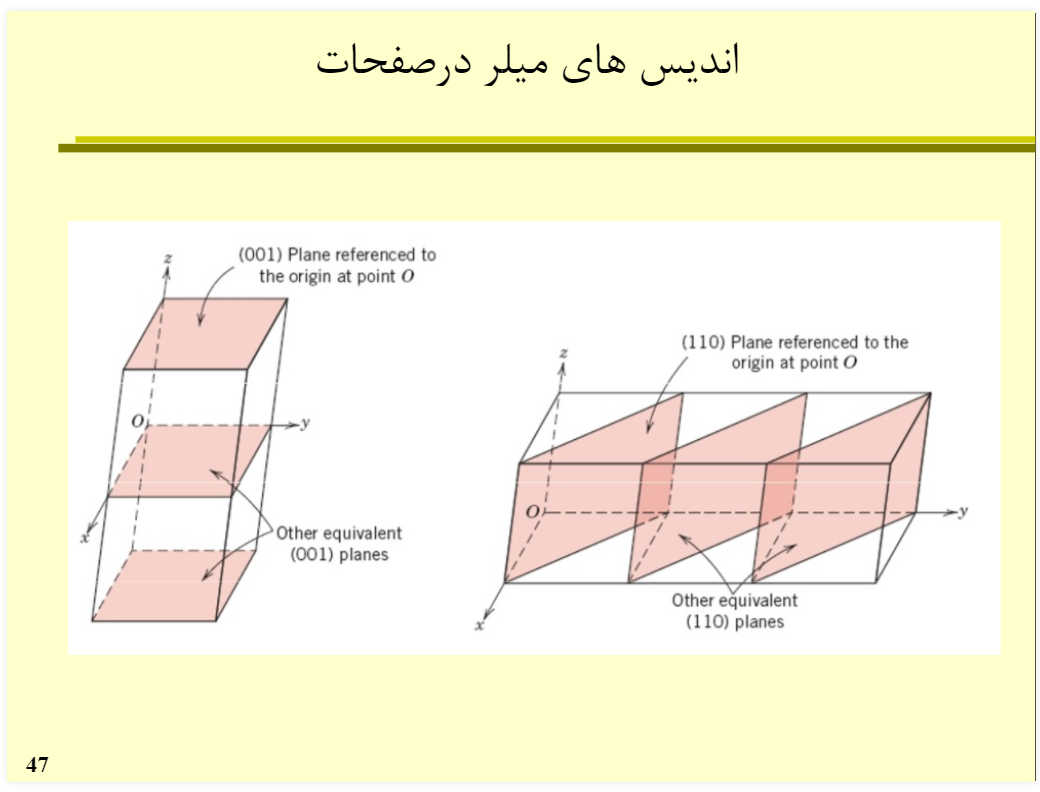 اندیس های میلر درصفحات
z
(001) Plane referenced to
the origin at point O
O
y
x
Other equivalent
(001) planes
(110) Plane referenced to the
origin at point O
z
O
y
x
Other equivalent
(110) planes
47